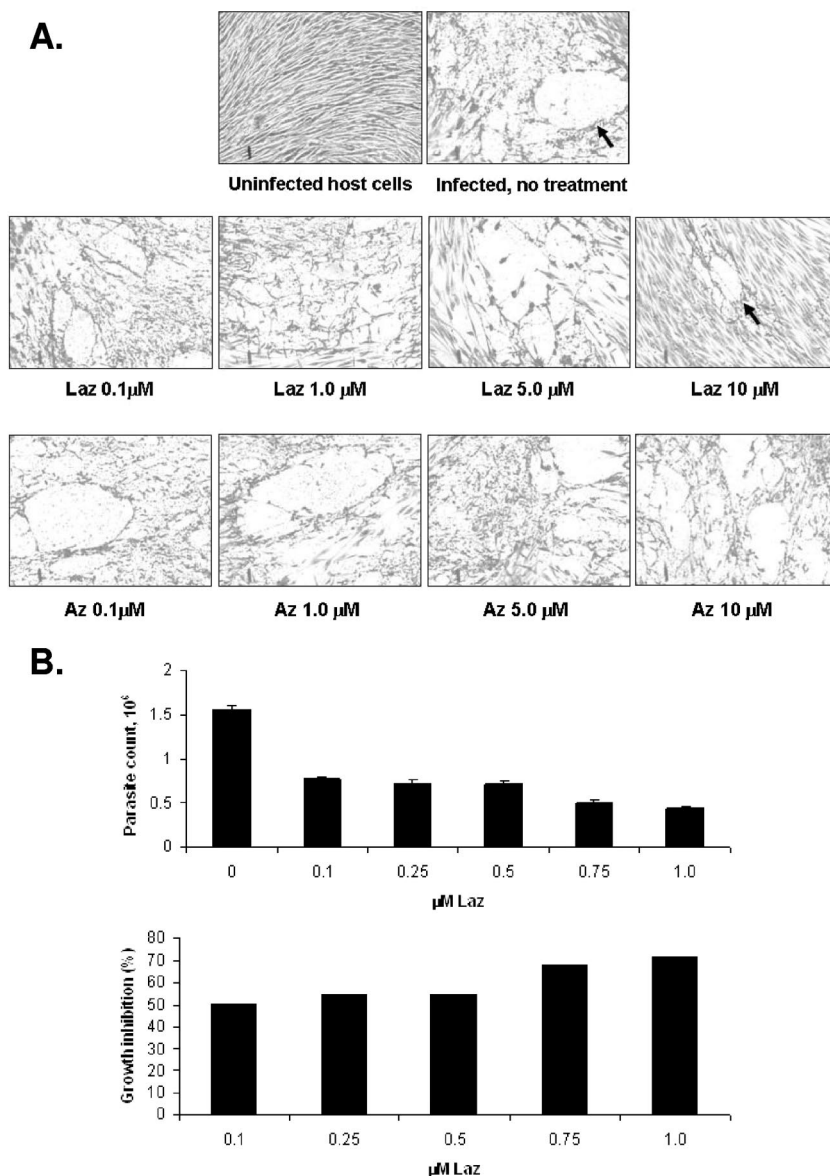 A.
Uninfected host cells Infected, no treatment
Laz 0.1µM Laz 1.0 µM Laz 5.0 µM Laz 10 µM
Az 0.1µM Az 1.0 µM Az 5.0 µM Az 10 µM
B.
Parasite count, 10⁶
2
1.5
1
0.5
0
0 0.1 0.25 0.5 0.75 1.0
µM Laz
Growth inhibition (%)
80
70
60
50
40
30
20
10
0
0.1 0.25 0.5 0.75 1.0
µM Laz